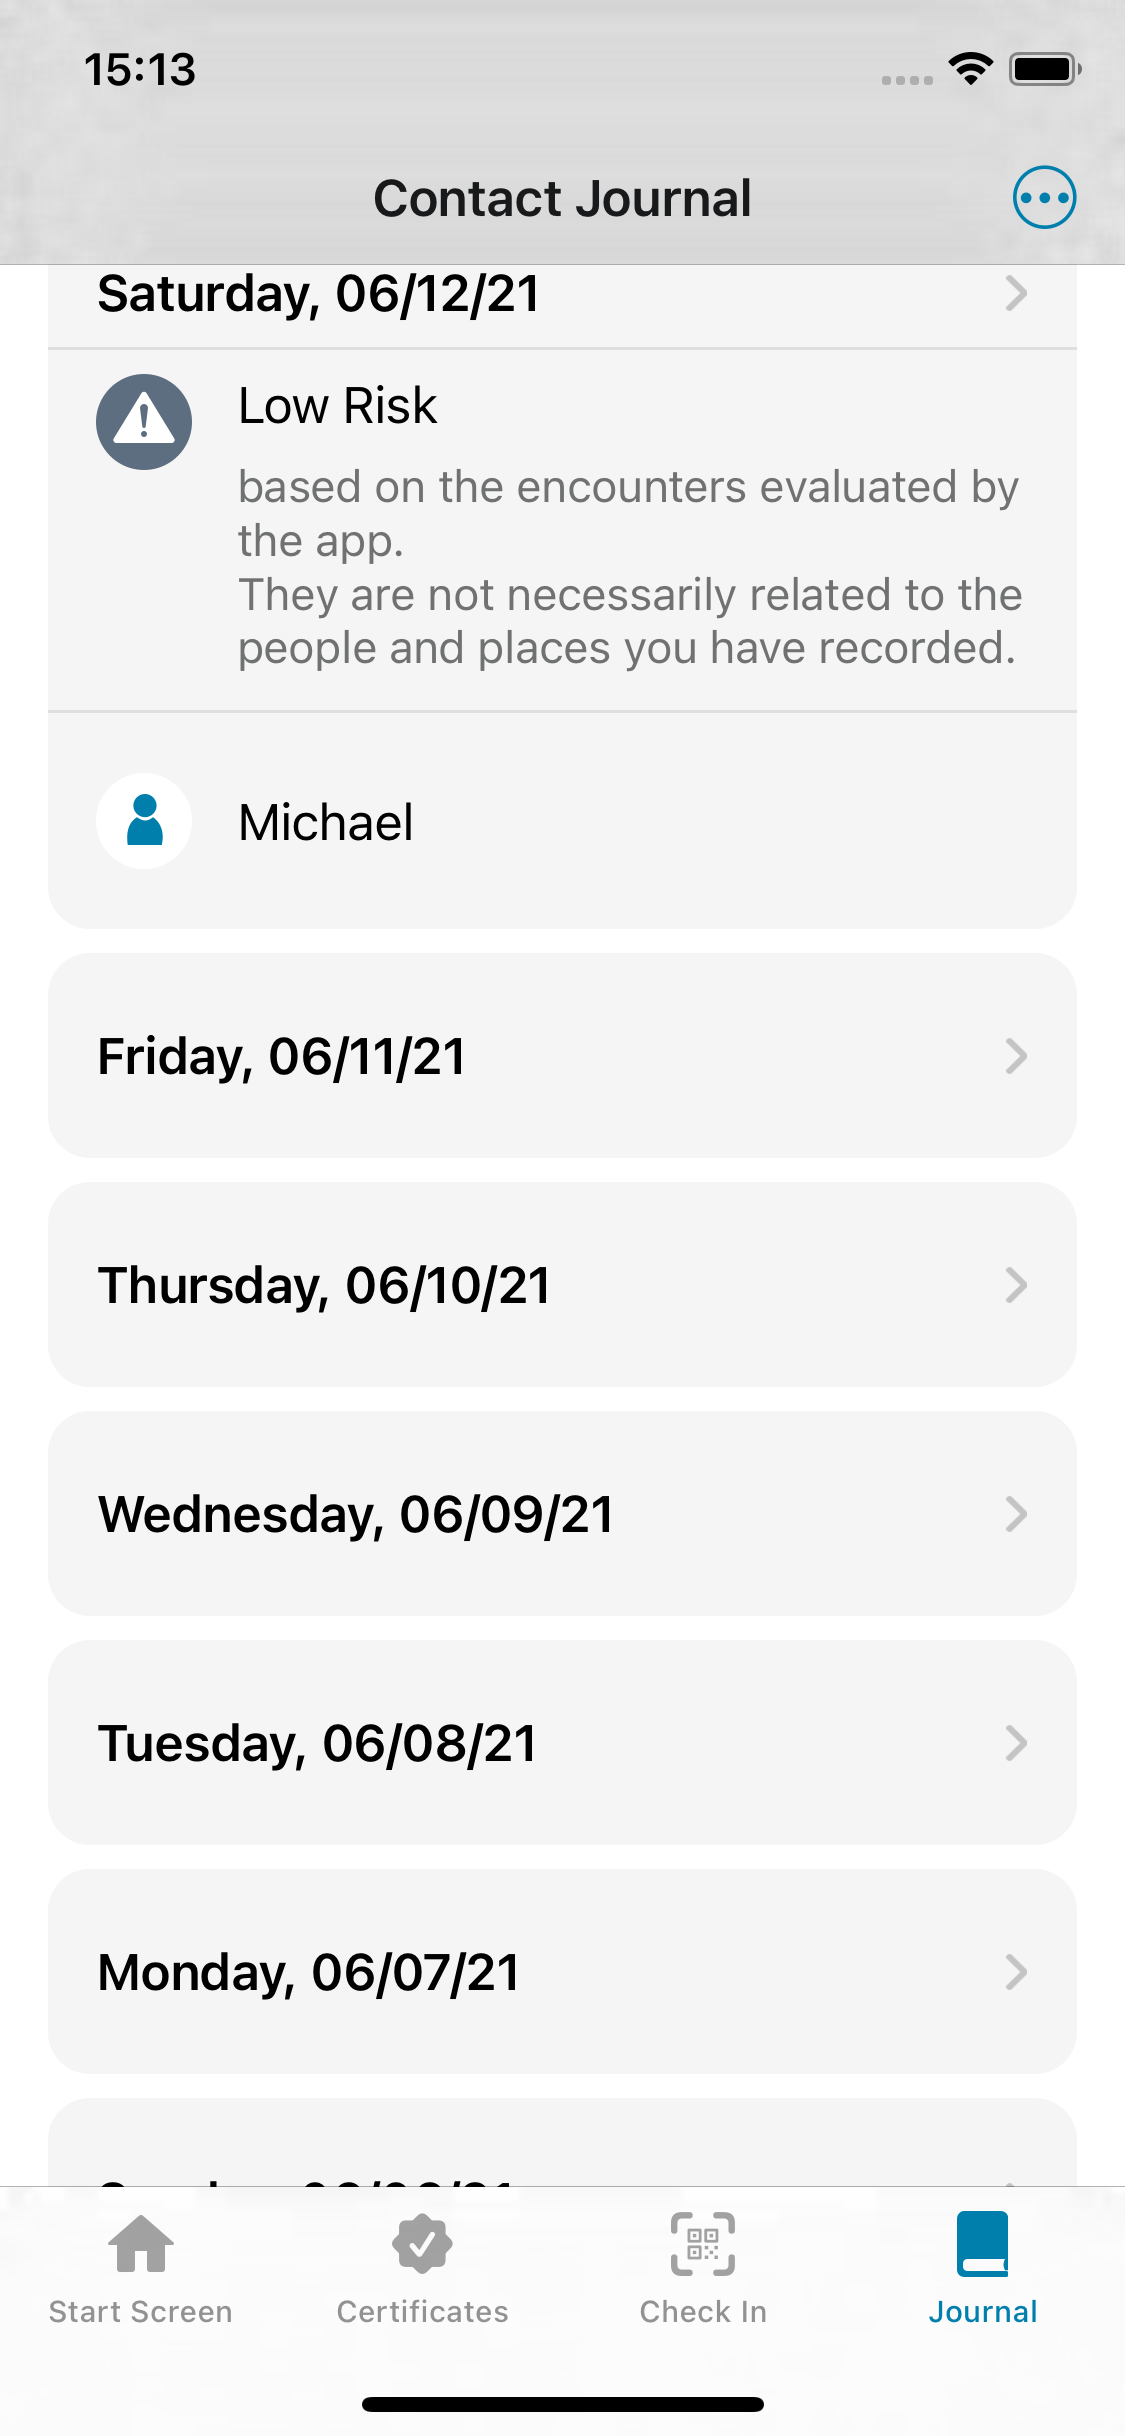 15:13
Contact Journal
Saturday, 06/12/21
Low Risk
based on the encounters evaluated by
the app.
They are not necessarily related to the
people and places you have recorded.
Michael
Friday, 06/11/21
Thursday, 06/10/21
Wednesday, 06/09/21
Tuesday, 06/08/21
Monday, 06/07/21
Start Screen
Certificates
Check In
Journal